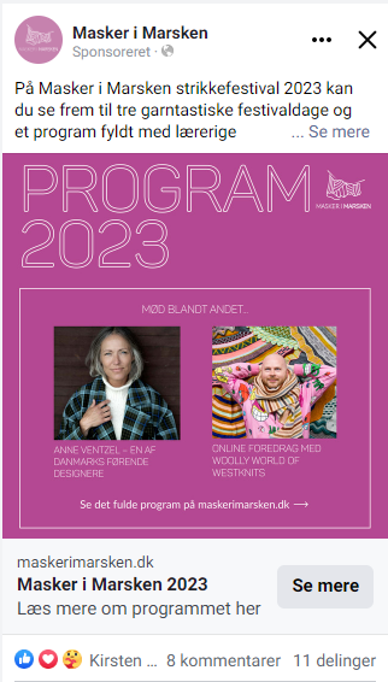 Masker i Marsken
Sponsoreret ·
På Masker i Marsken strikkefestival 2023 kan
du se frem til tre garntastiske festivaldage og
et program fyldt med lærerige ... Se mere
PROGRAM
2023
MASKER I MARSKEN
MØD BLANDT ANDET..
ANNE VENTZEL - EN AF
DANMARKS FØRENDE
DESIGNERE
ONLINE FOREDRAG MED
WOOLLY WORLD OF
WESTKNITS
Se det fulde program på maskerimarsken.dk →
maskerimarsken.dk
Masker i Marsken 2023
Læs mere om programmet her
Se mere
Kirsten ... 8 kommentarer 11 delinger